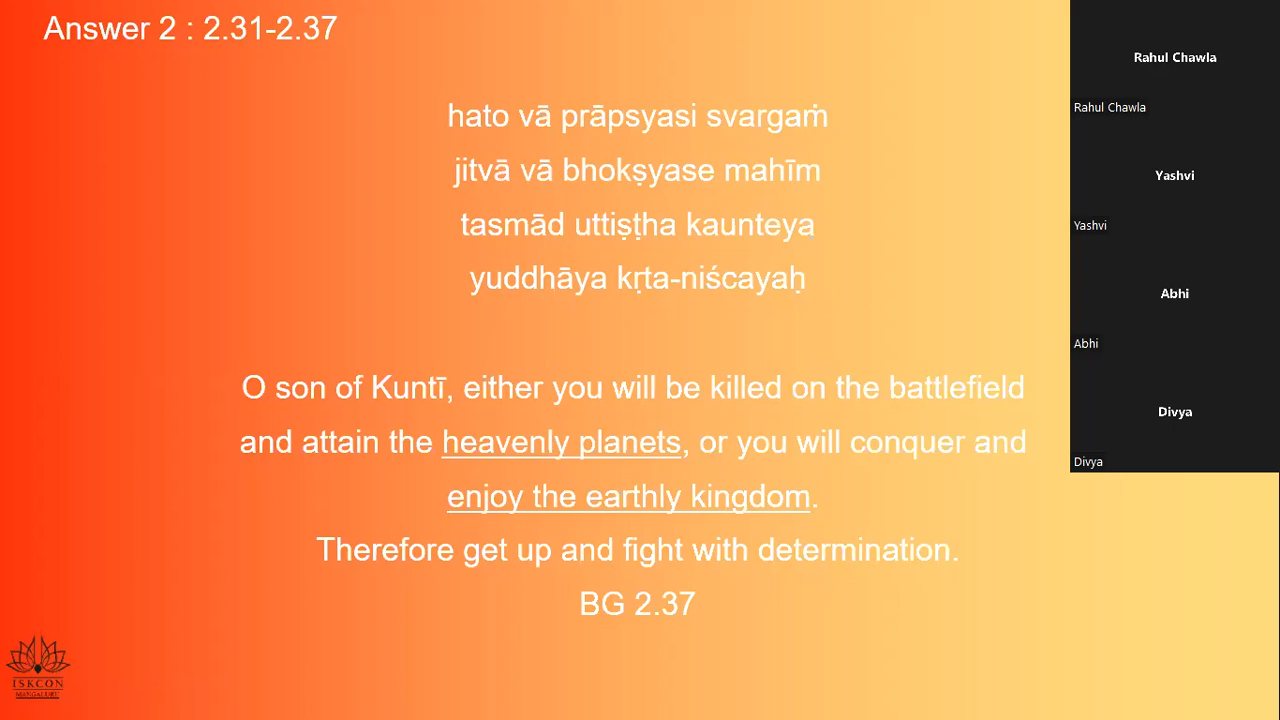 Answer 2 : 2.31-2.37
hato vā prāpsyasi svargaṁ
jitvā vā bhokṣyase mahīm
tasmād uttiṣṭha kaunteya
yuddhāya kṛta-niścayaḥ
O son of Kuntī, either you will be killed on the battlefield
and attain the heavenly planets, or you will conquer and
enjoy the earthly kingdom.
Therefore get up and fight with determination.
BG 2.37
ISKCON
MANGALURU
Rahul Chawla
Rahul Chawla
Yashvi
Yashvi
Abhi
Abhi
Divya
Divya